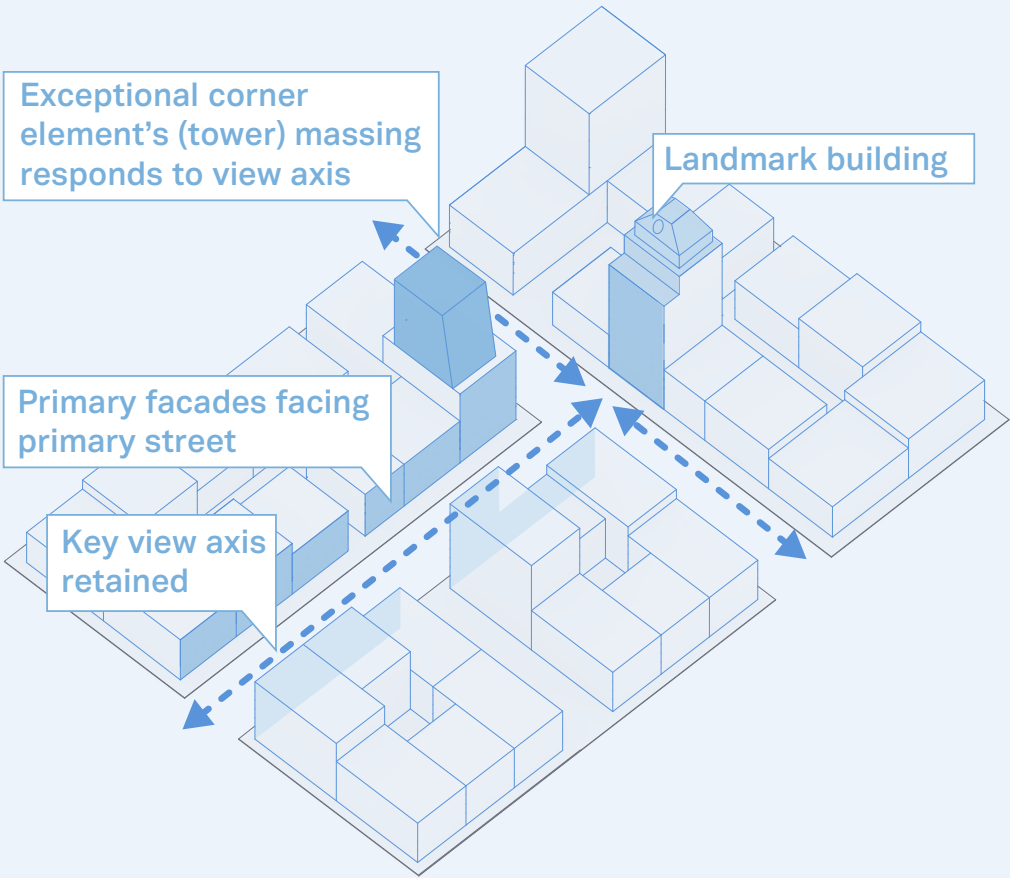 Exceptional corner
element's (tower) massing
responds to view axis
Landmark building
Primary facades facing
primary street
Key view axis
retained